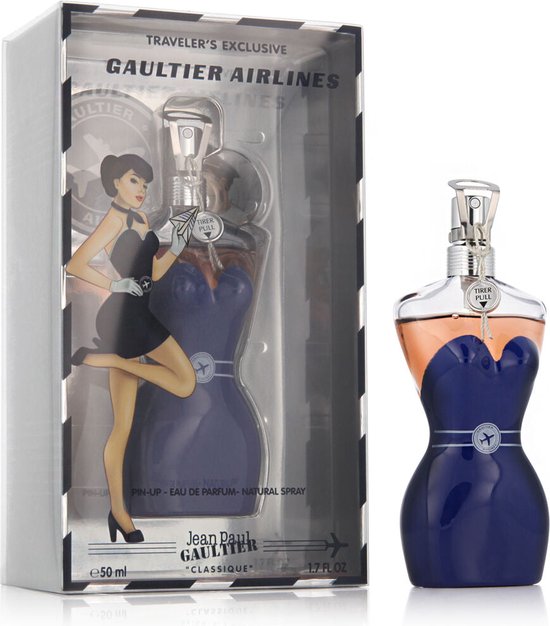 TRAVELER'S EXCLUSIVE
GAULTIER AIRLINES
TIRER
PULL
PIN-UP - EAU DE PARFUM - NATURAL SPRAY
Jean Paul
GAULTIER
"CLASSIQUE"
e50 ml
1.7 FL OZ
TIRER
PULL